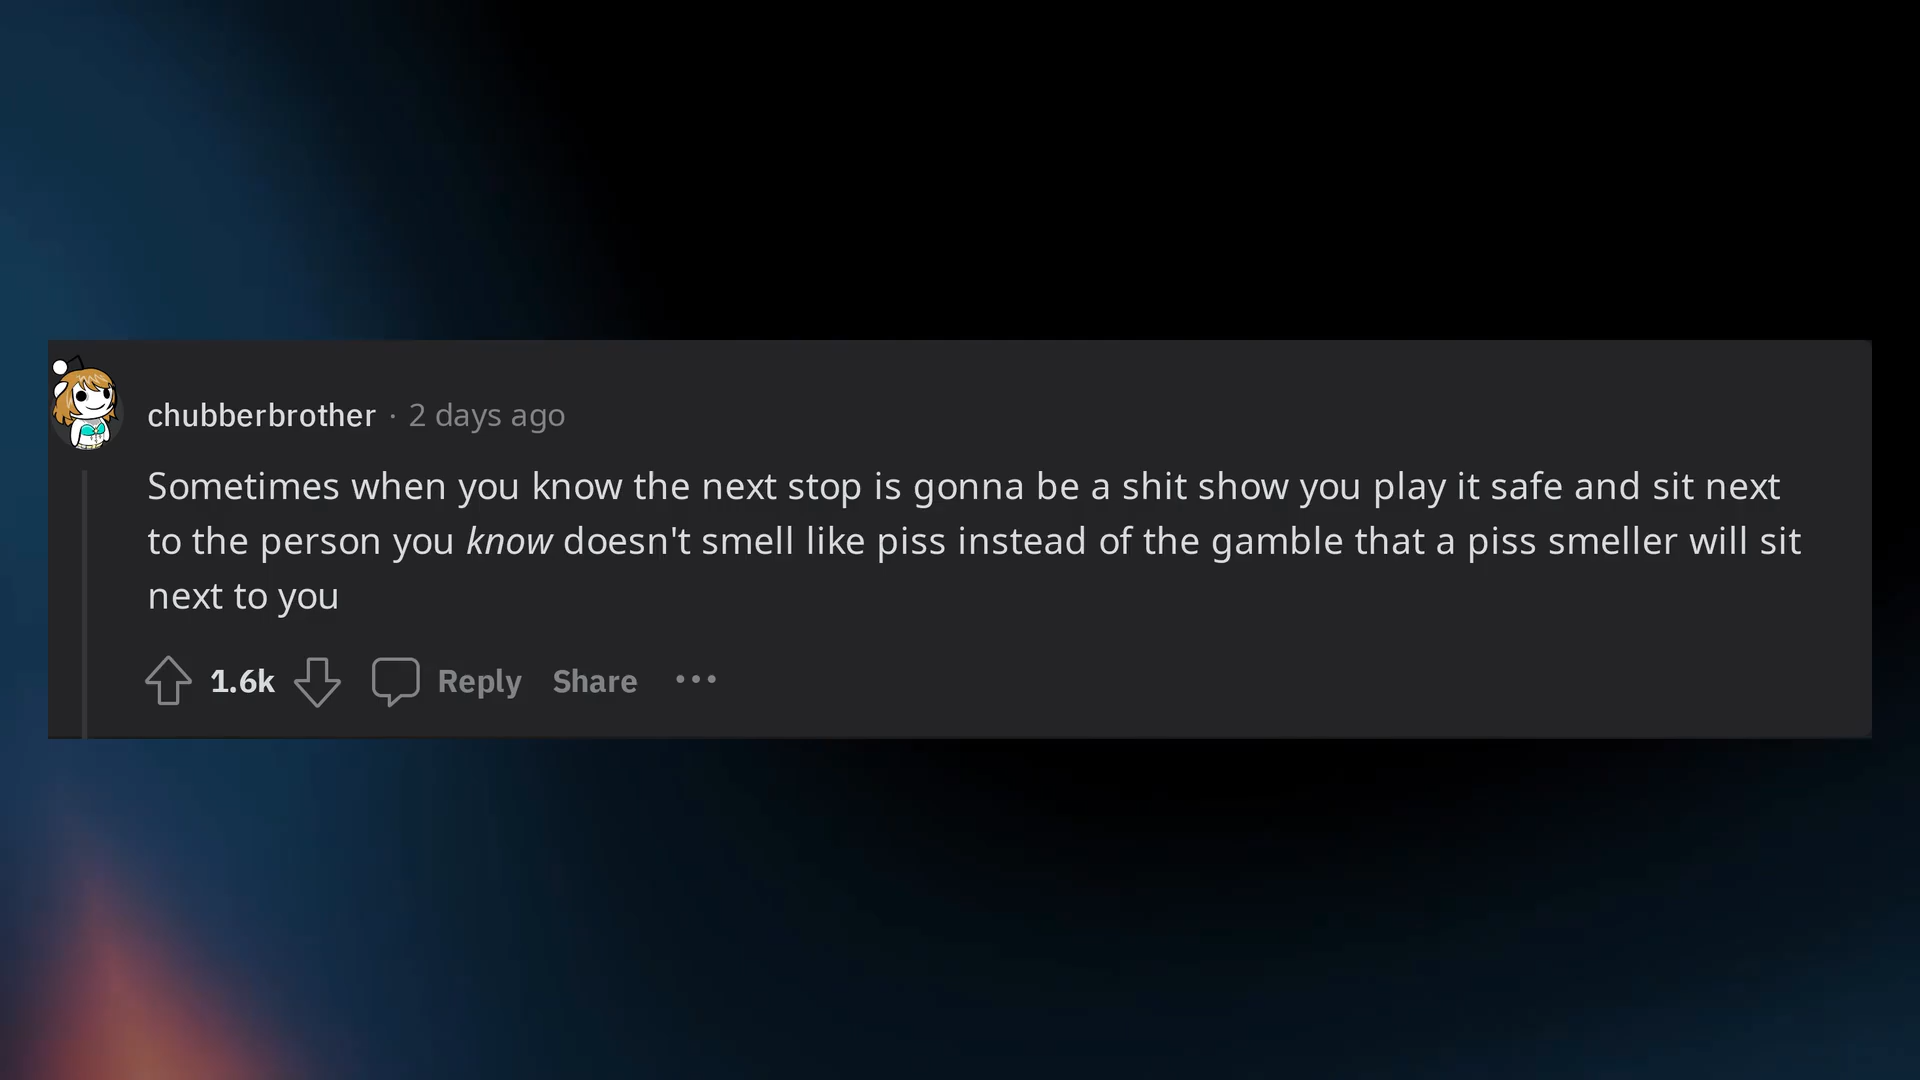 chubberbrother · 2 days ago
Sometimes when you know the next stop is gonna be a shit show you play it safe and sit next
to the person you know doesn't smell like piss instead of the gamble that a piss smeller will sit
next to you
1.6k Reply Share ···